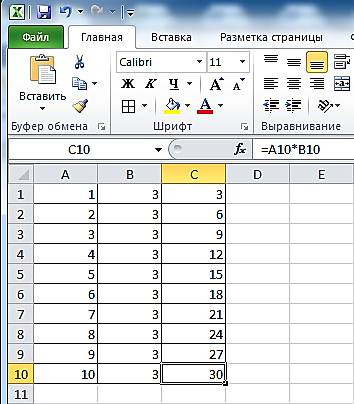 Файл Главная Вставка Разметка страницы
Вставить
Calibri 11
Ж К Ч A A
А
Буфер обмена Шрифт Выравнивание
C10 fx =A10*B10
A B C D E
1 1 3 3
2 2 3 6
3 3 3 9
4 4 3 12
5 5 3 15
6 6 3 18
7 7 3 21
8 8 3 24
9 9 3 27
10 10 3 30
11